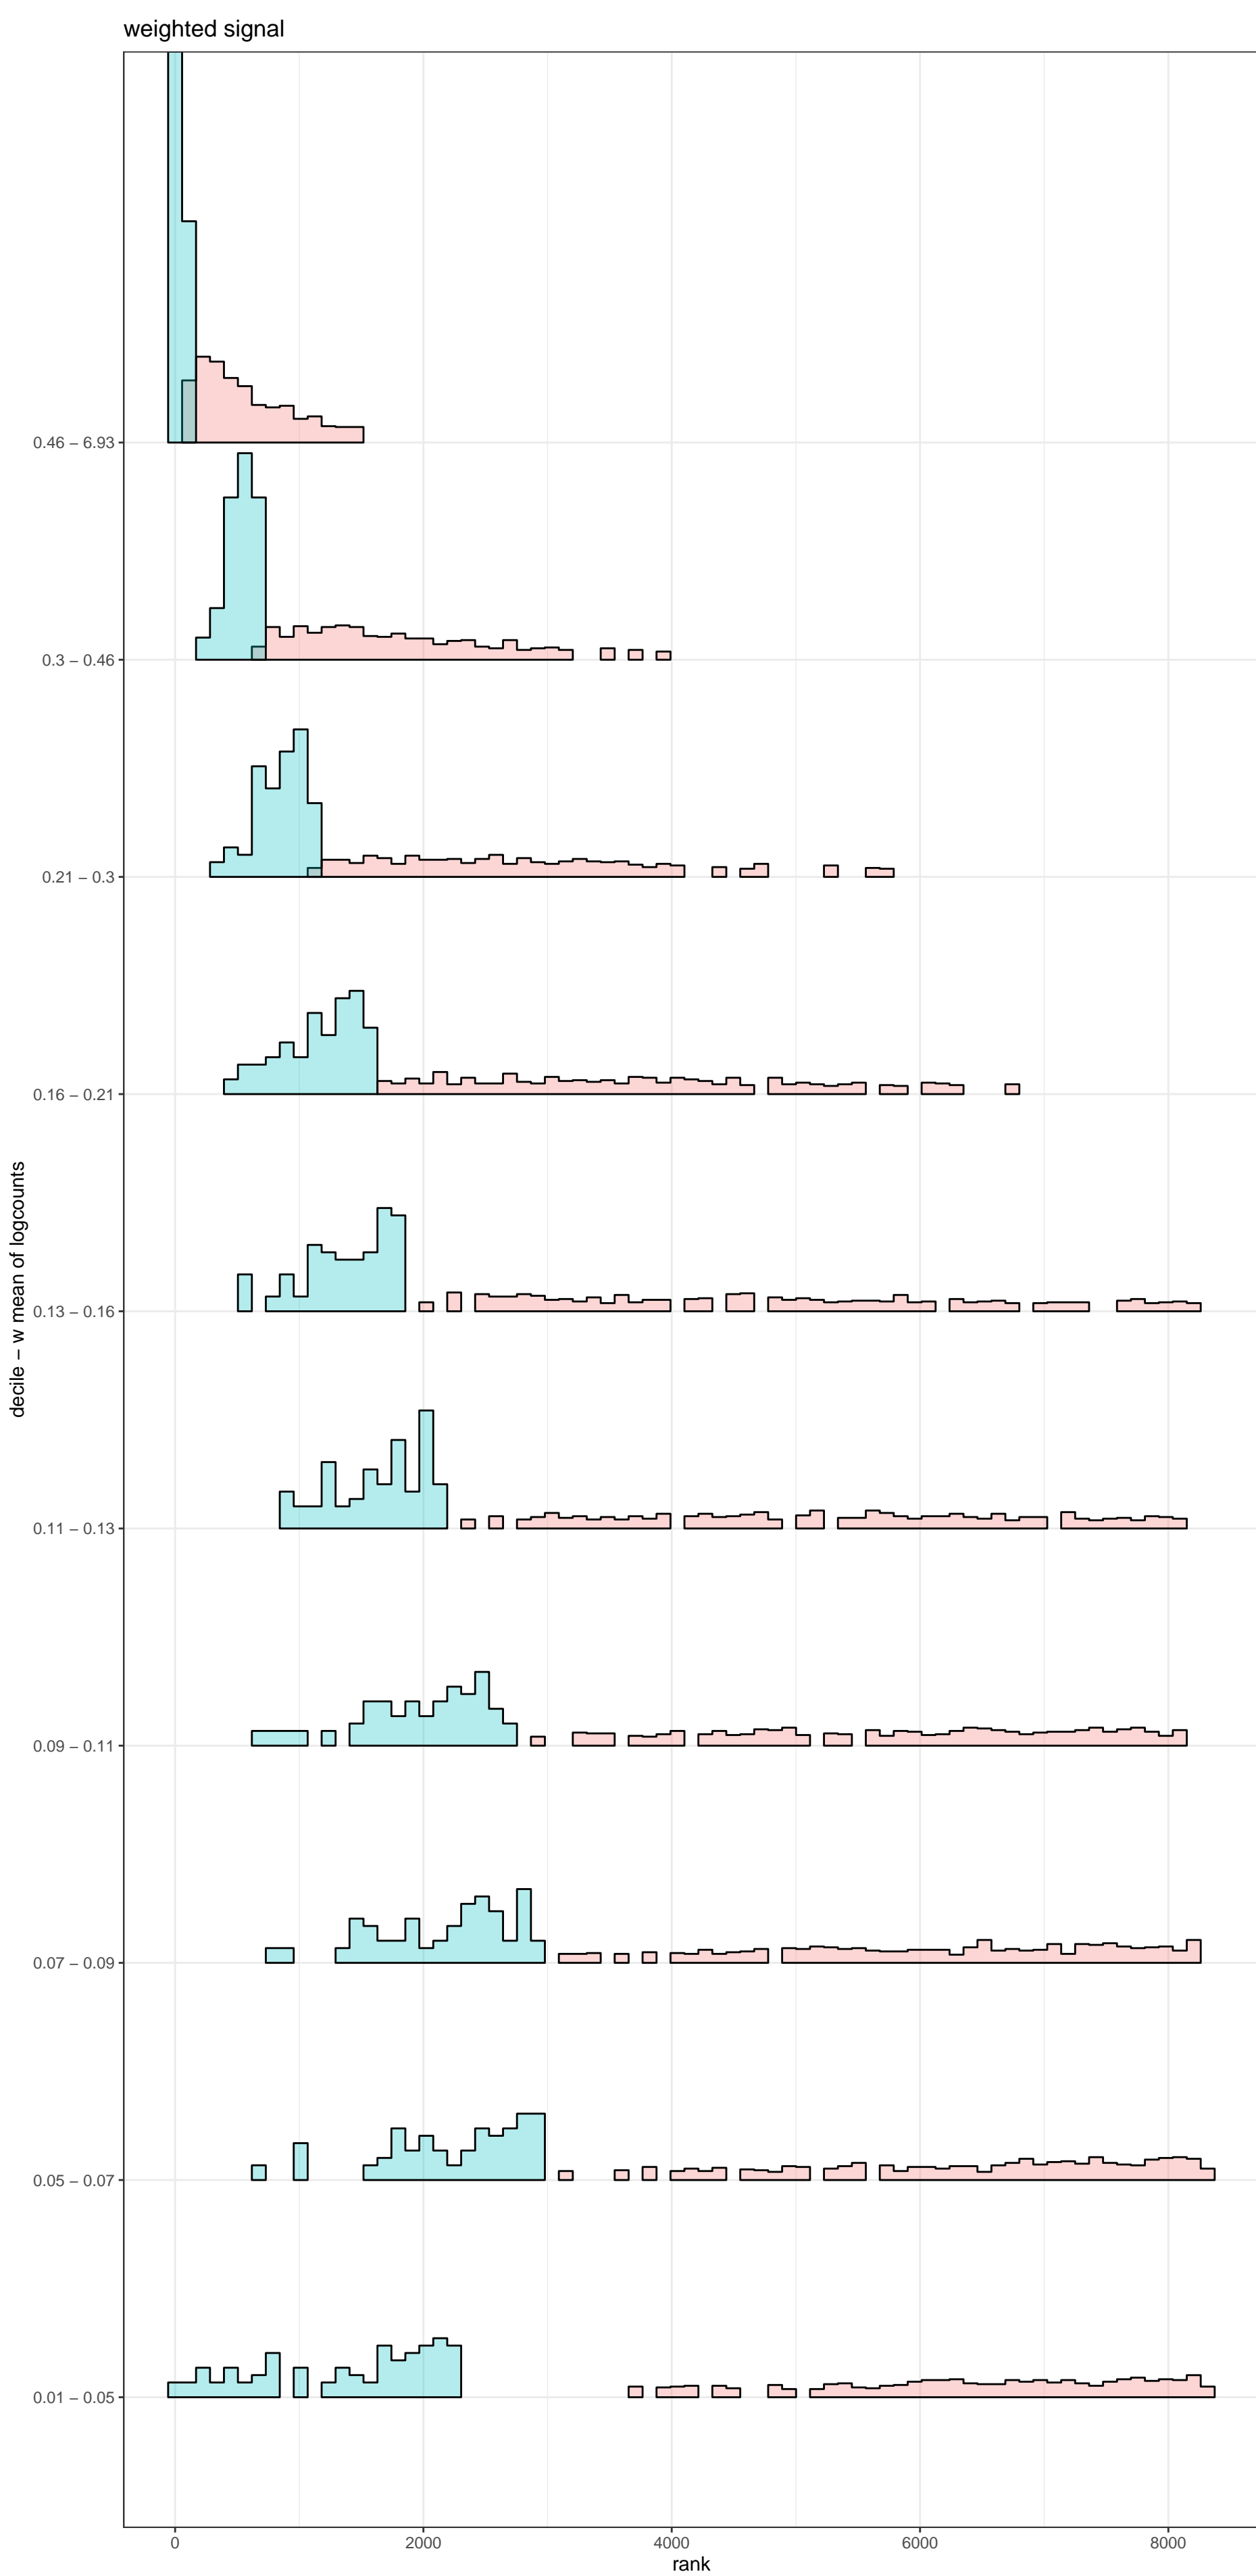 weighted signal
0.46 – 6.93
0.3 – 0.46
0.21 – 0.3
0.16 – 0.21
0.13 – 0.16
0.11 – 0.13
0.09 – 0.11
0.07 – 0.09
0.05 – 0.07
0.01 – 0.05
decile – w mean of logcounts
0 2000 4000 6000 8000
rank